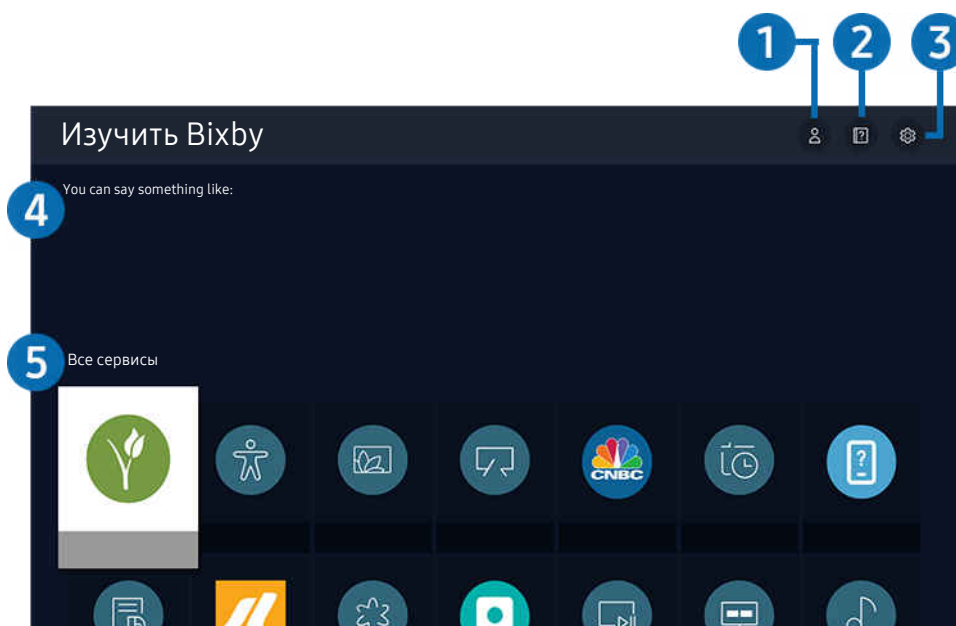 1 2 3
Изучить Bixby
4
You can say something like:
5
Все сервисы
CNBC